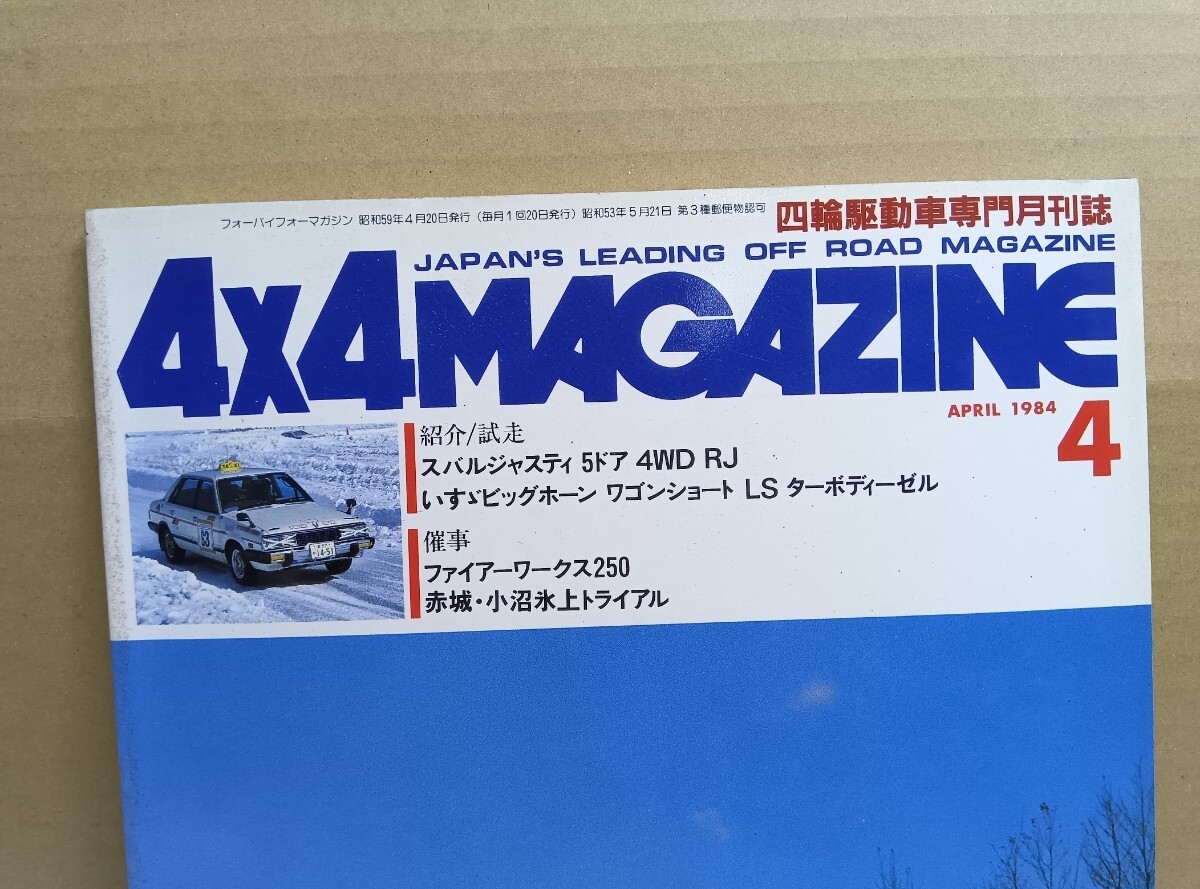 フォーバイフォーマガジン 昭和59年4月20日発行(毎月1回20日発行)昭和53年5月21日 第3種郵便物認可
四輪駆動車専門月刊誌
JAPAN'S LEADING OFF ROAD MAGAZINE
4x4MAGAZINE
APRIL 1984 4
紹介/試走
スバルジャスティ 5ドア 4WD RJ
いすゞビッグホーン ワゴンショート LS ターボディーゼル
催事
ファイアーワークス250
赤城・小沼氷上トライアル
63
14-51